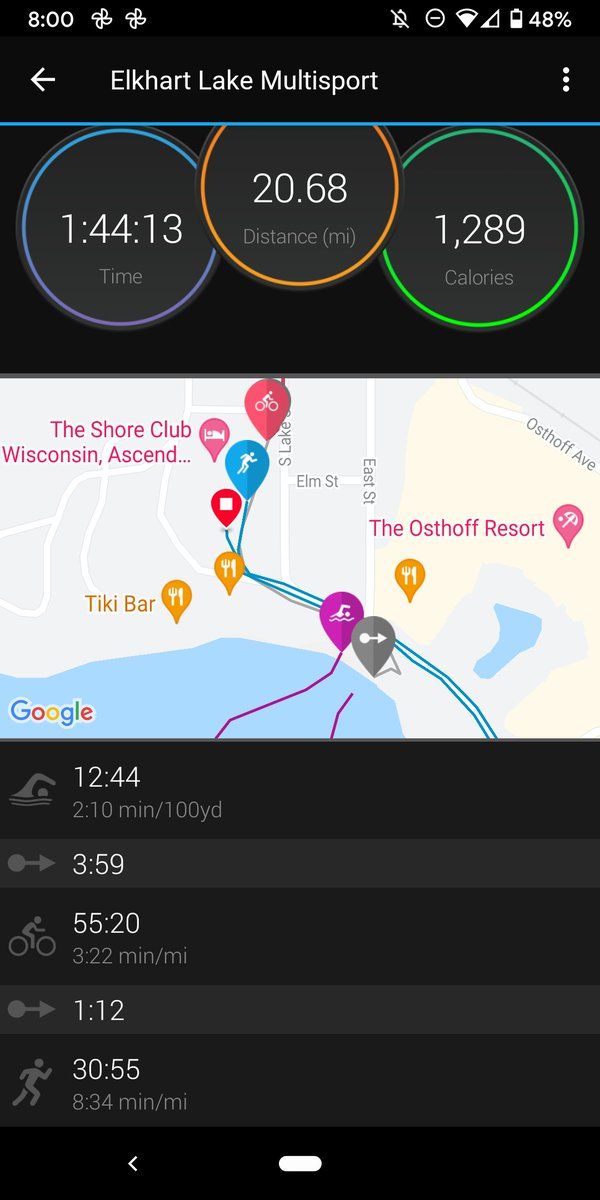 8:00
48%
Elkhart Lake Multisport
1:44:13
Time
20.68
Distance (mi)
1,289
Calories
The Shore Club
Wisconsin, Ascend...
S Lake S
Elm St
East St
Osthoff Ave
The Osthoff Resort
Tiki Bar
Google
12:44
2:10 min/100yd
3:59
55:20
3:22 min/mi
1:12
30:55
8:34 min/mi